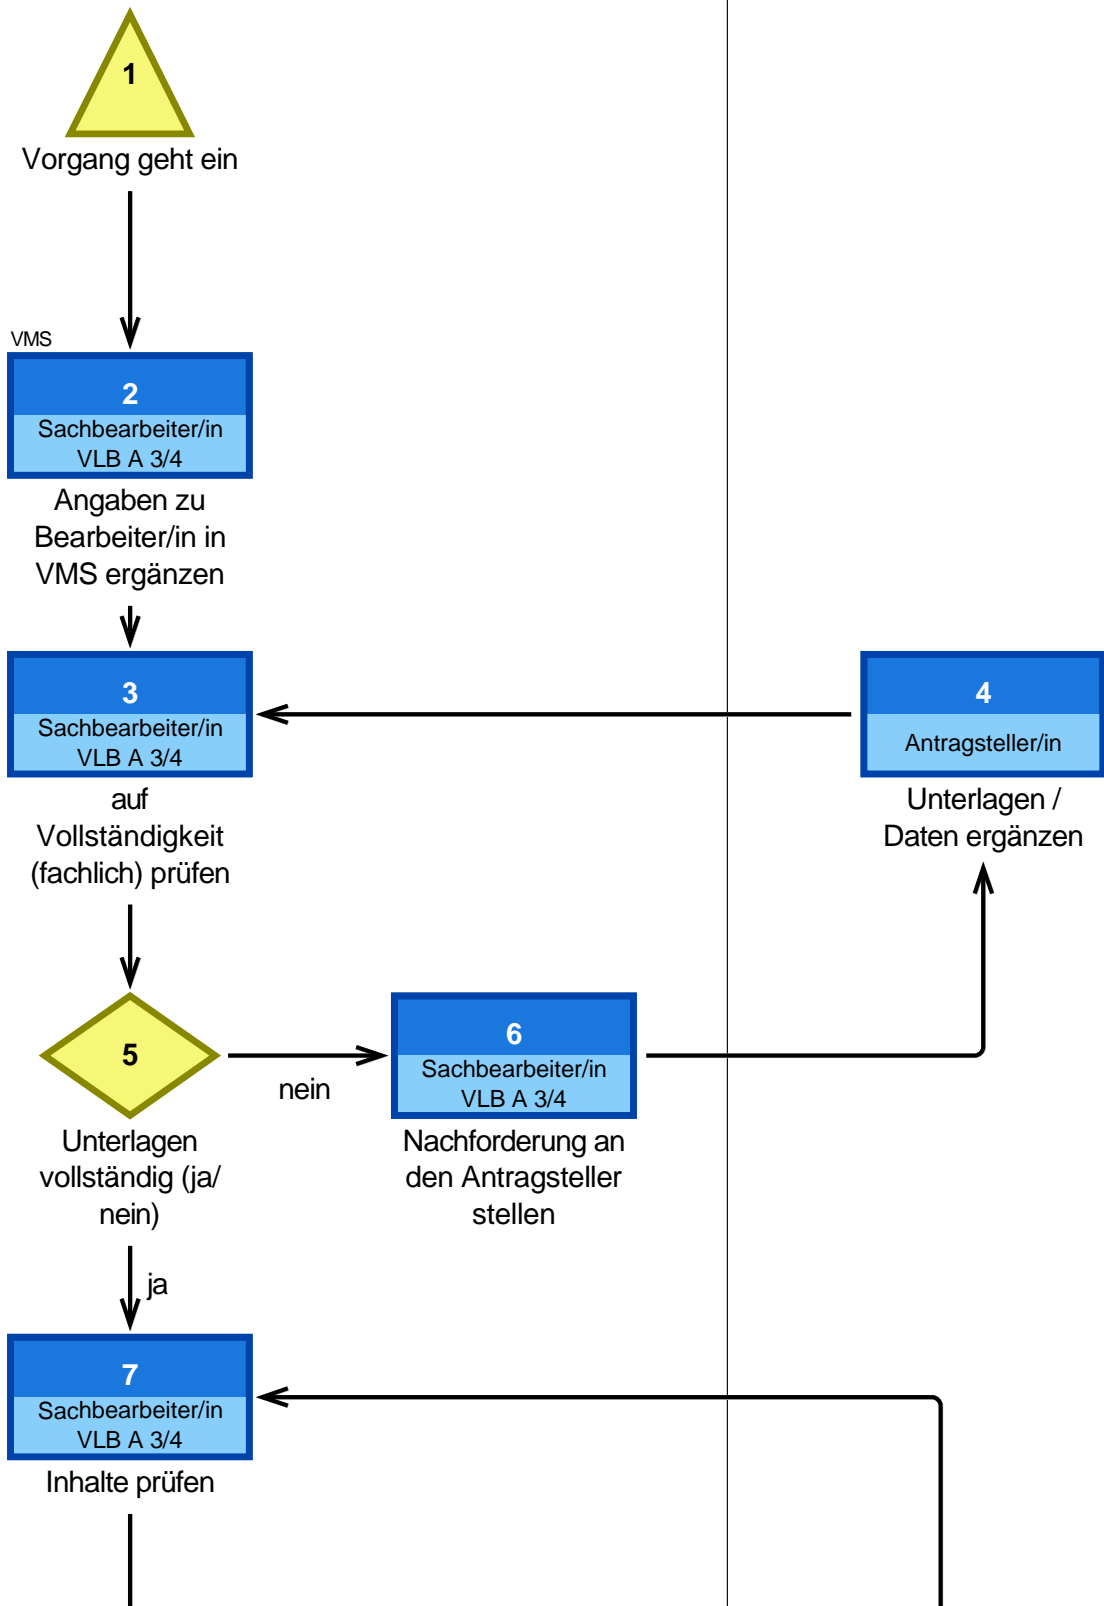 1
Vorgang geht ein
VMS
2
Sachbearbeiter/in
VLB A 3/4
Angaben zu
Bearbeiter/in in
VMS ergänzen
3
Sachbearbeiter/in
VLB A 3/4
auf
Vollständigkeit
(fachlich) prüfen
4
Antragsteller/in
Unterlagen /
Daten ergänzen
5
Unterlagen
vollständig (ja/
nein)
nein
6
Sachbearbeiter/in
VLB A 3/4
Nachforderung an
den Antragsteller
stellen
ja
7
Sachbearbeiter/in
VLB A 3/4
Inhalte prüfen